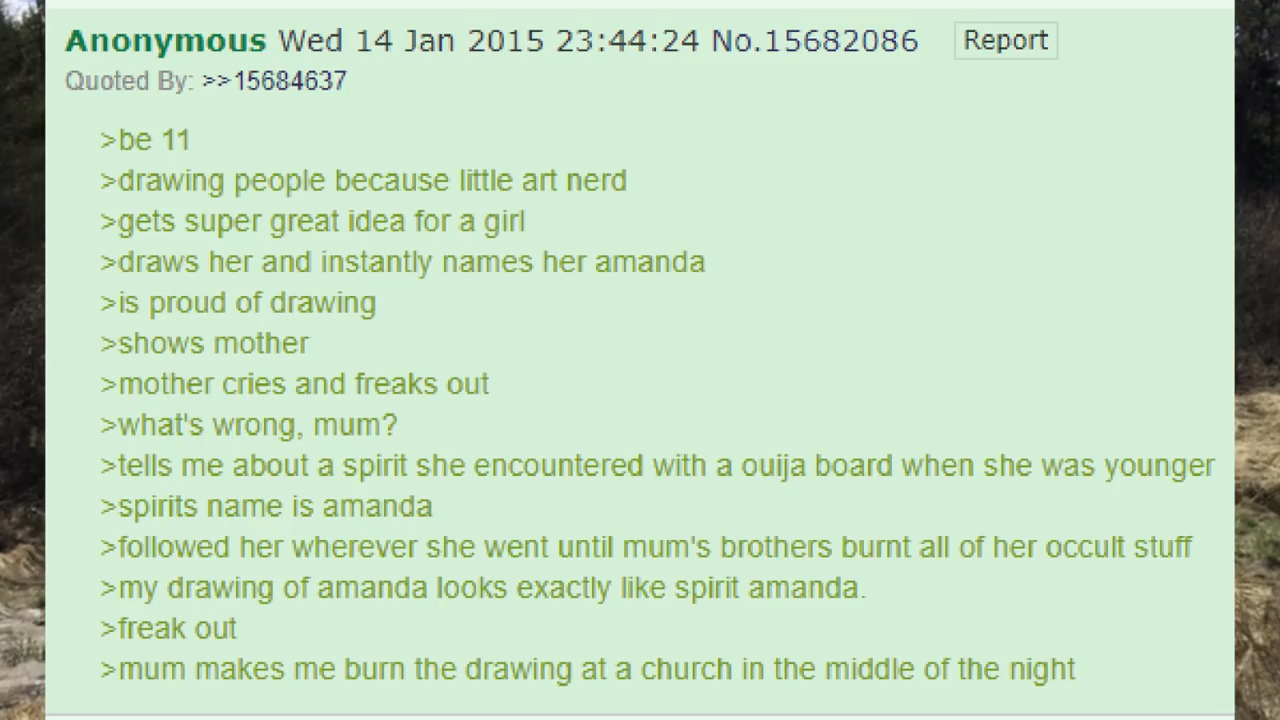 Anonymous Wed 14 Jan 2015 23:44:24 No.15682086 Report
Quoted By: >>15684637
>be 11
>drawing people because little art nerd
>gets super great idea for a girl
>draws her and instantly names her amanda
>is proud of drawing
>shows mother
>mother cries and freaks out
>what's wrong, mum?
>tells me about a spirit she encountered with a ouija board when she was younger
>spirits name is amanda
>followed her wherever she went until mum's brothers burnt all of her occult stuff
>my drawing of amanda looks exactly like spirit amanda.
>freak out
>mum makes me burn the drawing at a church in the middle of the night